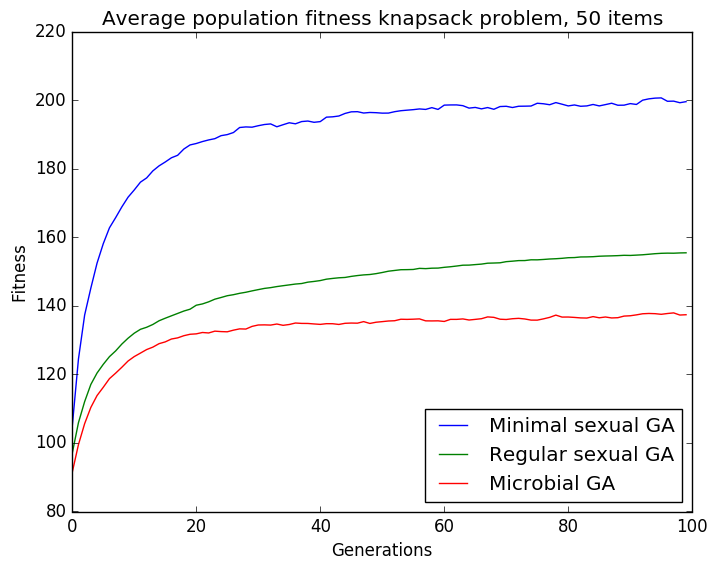 Average population fitness knapsack problem, 50 items
220
200
180
160
140
120
100
80
Fitness
0
20
40
60
80
100
Generations
Minimal sexual GA
Regular sexual GA
Microbial GA